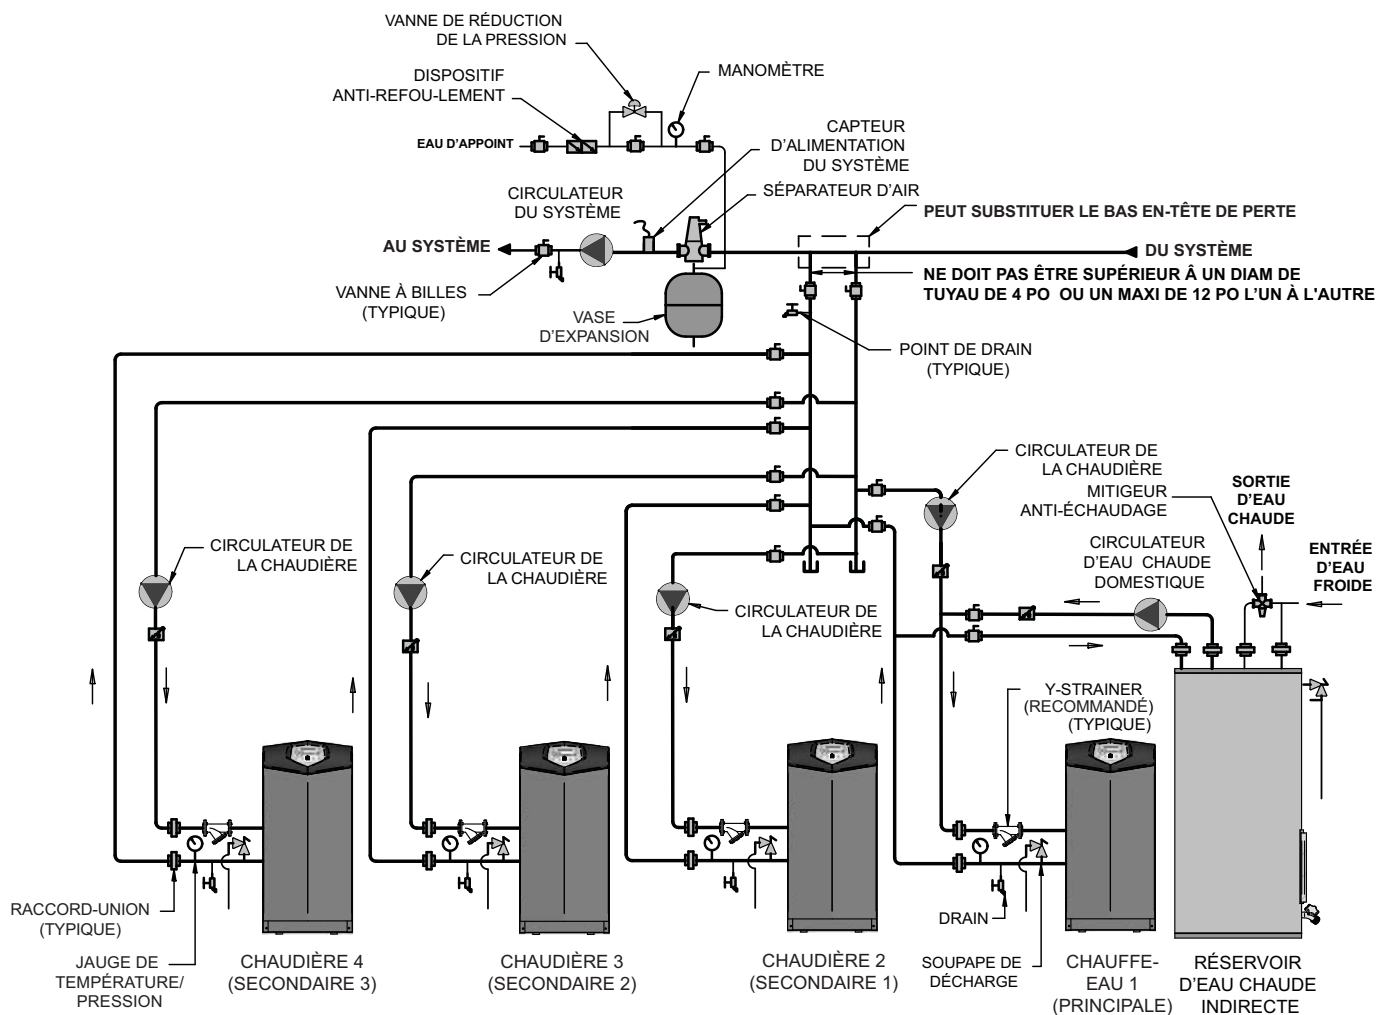 VANNE DE RÉDUCTION
DE LA PRESSION
DISPOSITIF
ANTI-REFOU-LEMENT
MANOMÈTRE
EAU D'APPOINT
CAPTEUR
D'ALIMENTATION
DU SYSTÈME
CIRCULATEUR
DU SYSTÈME
SÉPARATEUR D'AIR
PEUT SUBSTITUER LE BAS EN-TÊTE DE PERTE
AU SYSTÈME
DU SYSTÈME
NE DOIT PAS ÊTRE SUPÉRIEUR Â UN DIAM DE
TUYAU DE 4 PO OU UN MAXI DE 12 PO L'UN À L'AUTRE
VANNE À BILLES
(TYPIQUE)
VASE
D'EXPANSION
POINT DE DRAIN
(TYPIQUE)
CIRCULATEUR DE
LA CHAUDIÈRE
MITIGEUR
ANTI-ÉCHAUDAGE
SORTIE
D'EAU
CHAUDE
CIRCULATEUR
D'EAU CHAUDE
DOMESTIQUE
ENTRÉE
D'EAU
FROIDE
CIRCULATEUR DE
LA CHAUDIÈRE
CIRCULATEUR DE
LA CHAUDIÈRE
CIRCULATEUR DE
LA CHAUDIÈRE
Y-STRAINER
(RECOMMANDÉ)
(TYPIQUE)
RACCORD-UNION
(TYPIQUE)
JAUGE DE
TEMPÉRATURE/
PRESSION
DRAIN
SOUPAPE DE
DÉCHARGE
CHAUDIÈRE 4
(SECONDAIRE 3)
CHAUDIÈRE 3
(SECONDAIRE 2)
CHAUDIÈRE 2
(SECONDAIRE 1)
CHAUFFE-
EAU 1
(PRINCIPALE)
RÉSERVOIR
D'EAU CHAUDE
INDIRECTE